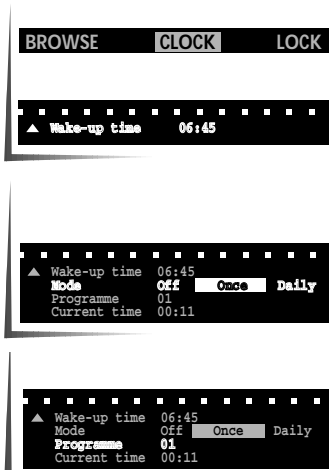 BROWSE CLOCK LOCK
Wake-up time 06:45
Wake-up time 06:45
Mode Off Once Daily
Programme 01
Current time 00:11
Wake-up time 06:45
Mode Off Once Daily
Programme 01
Current time 00:11